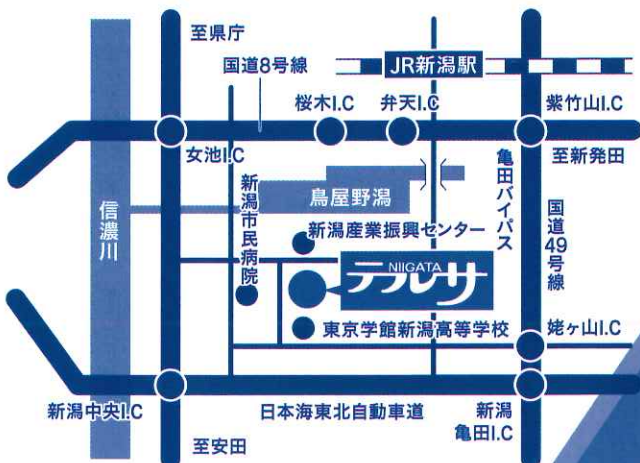 至県庁
国道8号線
JR新潟駅
桜木I.C
弁天I.C
紫竹山I.C
女池I.C
至新発田
信濃川
新潟市民病院
鳥屋野潟
亀田バイパス
国道49号線
新潟産業振興センター
NIIGATA
テルサ
東京学館新潟高等学校
姥ヶ山I.C
新潟中央I.C
日本海東北自動車道
新潟
亀田I.C
至安田